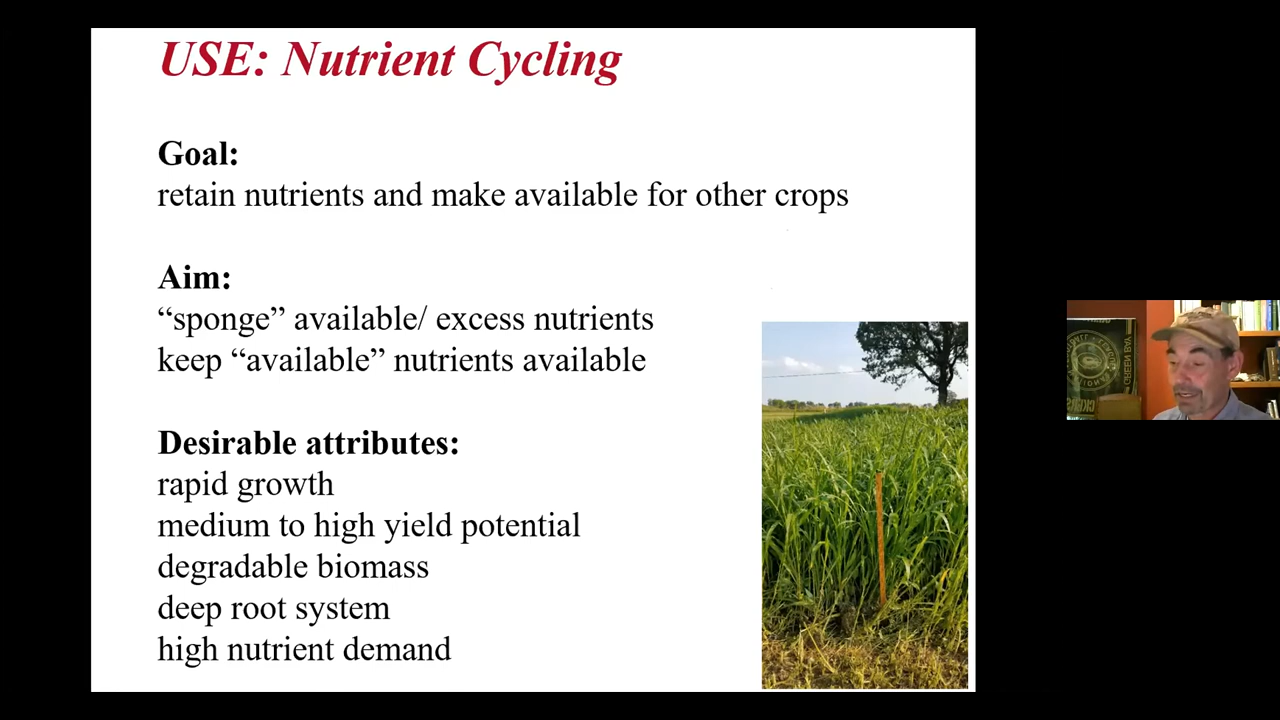 USE: Nutrient Cycling
Goal:
retain nutrients and make available for other crops
Aim:
“sponge” available/ excess nutrients
keep “available” nutrients available
Desirable attributes:
rapid growth
medium to high yield potential
degradable biomass
deep root system
high nutrient demand
GREEN BAY